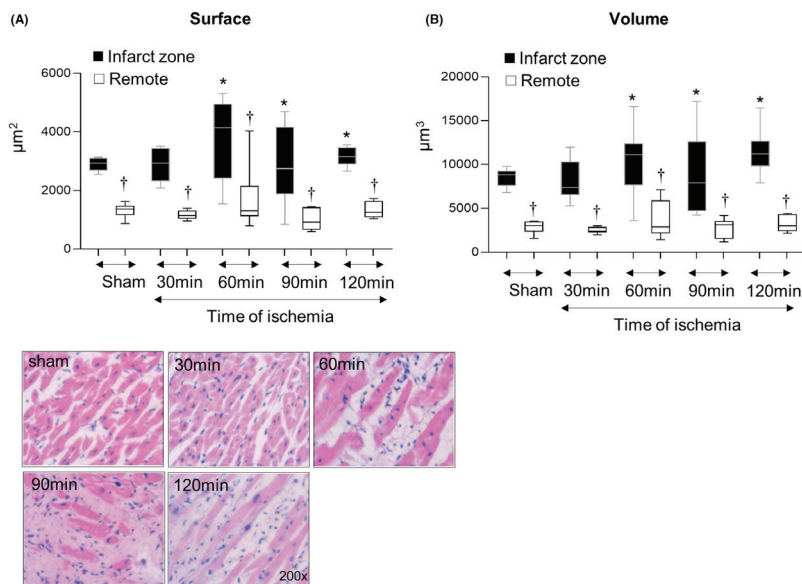 (A)
Surface
Infarct zone
Remote
6000
4000
2000
0
µm²
*
†
†
*
†
*
†
*
†
Sham
30min
60min
90min
120min
Time of ischemia
(B)
Volume
Infarct zone
Remote
20000
15000
10000
5000
0
µm³
†
†
*
†
*
†
*
†
Sham
30min
60min
90min
120min
Time of ischemia
sham
30min
60min
90min
120min
200x